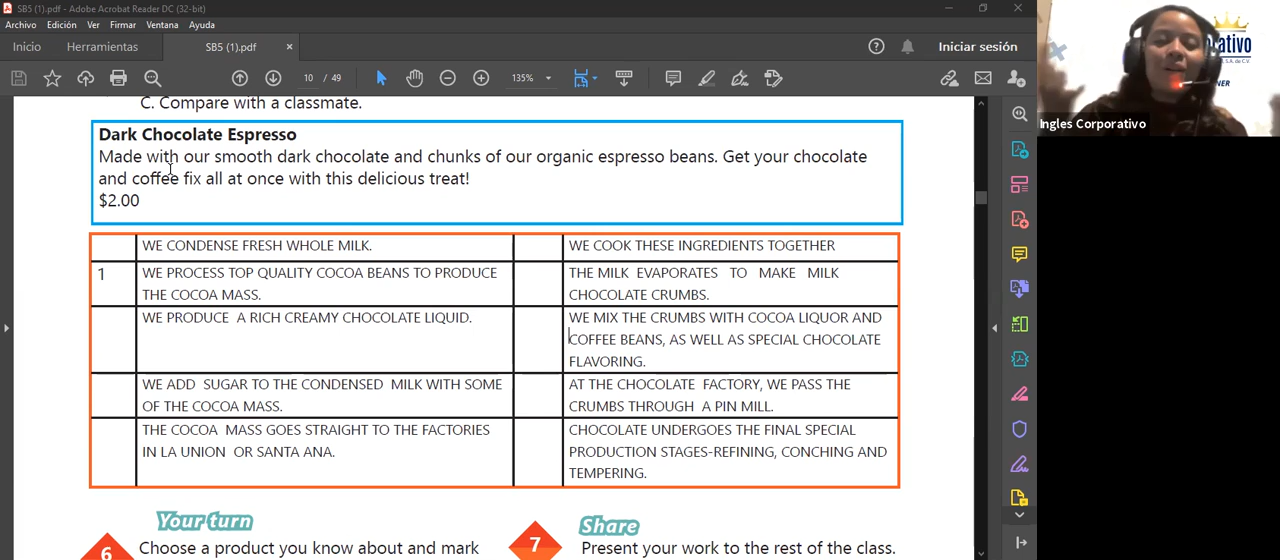 SB5 (1).pdf - Adobe Acrobat Reader DC (32-bit)
Archivo Edición Ver Firmar Ventana Ayuda
Inicio Herramientas SB5 (1).pdf × Iniciar sesión
10 / 49 135%
C. Compare with a classmate.
Dark Chocolate Espresso
Made with our smooth dark chocolate and chunks of our organic espresso beans. Get your chocolate
and coffee fix all at once with this delicious treat!
$2.00
WE CONDENSE FRESH WHOLE MILK.
WE COOK THESE INGREDIENTS TOGETHER
1 WE PROCESS TOP QUALITY COCOA BEANS TO PRODUCE
THE COCOA MASS.
THE MILK EVAPORATES TO MAKE MILK
CHOCOLATE CRUMBS.
WE PRODUCE A RICH CREAMY CHOCOLATE LIQUID.
WE MIX THE CRUMBS WITH COCOA LIQUOR AND
COFFEE BEANS, AS WELL AS SPECIAL CHOCOLATE
FLAVORING.
WE ADD SUGAR TO THE CONDENSED MILK WITH SOME
OF THE COCOA MASS.
AT THE CHOCOLATE FACTORY, WE PASS THE
CRUMBS THROUGH A PIN MILL.
THE COCOA MASS GOES STRAIGHT TO THE FACTORIES
IN LA UNION OR SANTA ANA.
CHOCOLATE UNDERGOES THE FINAL SPECIAL
PRODUCTION STAGES-REFINING, CONCHING AND
TEMPERING.
Your turn
6 Choose a product you know about and mark
Share
7 Present your work to the rest of the class.
Ingles Corporativo